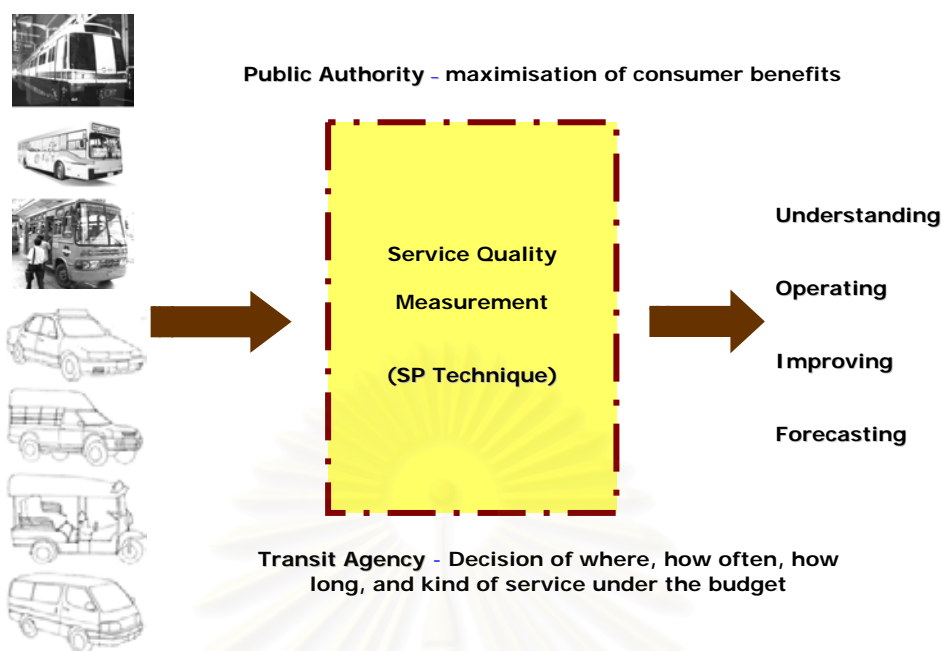 Public Authority - maximisation of consumer benefits
Service Quality
Measurement
(SP Technique)
Understanding
Operating
Improving
Forecasting
Transit Agency - Decision of where, how often, how
long, and kind of service under the budget